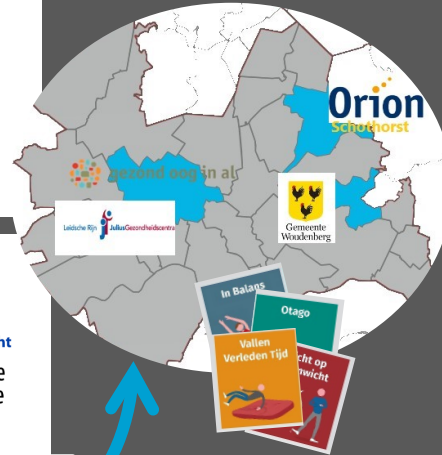 Orion
Schothorst
gezond oog in al
Leidsche Rijn JuliusGezondheidscentra
Gemeente
Woudenberg
In Balans
Otago
Vallen
Verleden Tijd
cht op
nwicht
nt
e
e